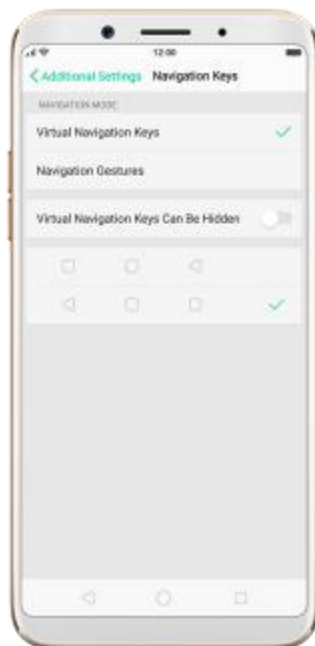 12:00
Additional Settings Navigation Keys
NAVIGATION MODE
Virtual Navigation Keys
Navigation Gestures
Virtual Navigation Keys Can Be Hidden